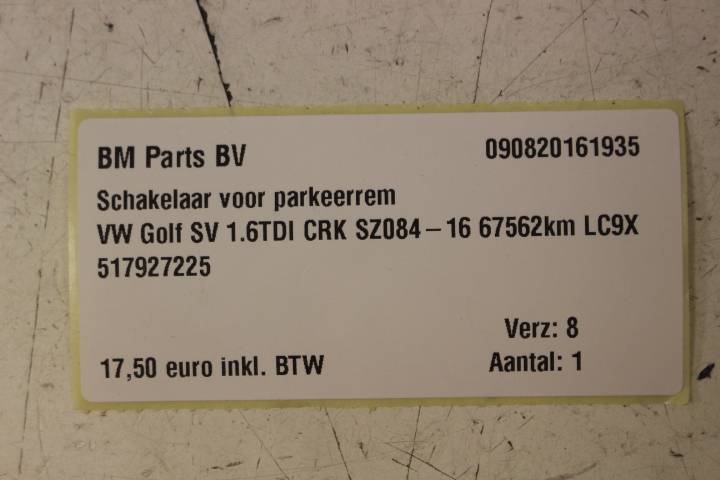 BM Parts BV 090820161935
Schakelaar voor parkeerrem
VW Golf SV 1.6TDI CRK SZ084-16 67562km LC9X
517927225
Verz: 8
17,50 euro inkl. BTW Aantal: 1